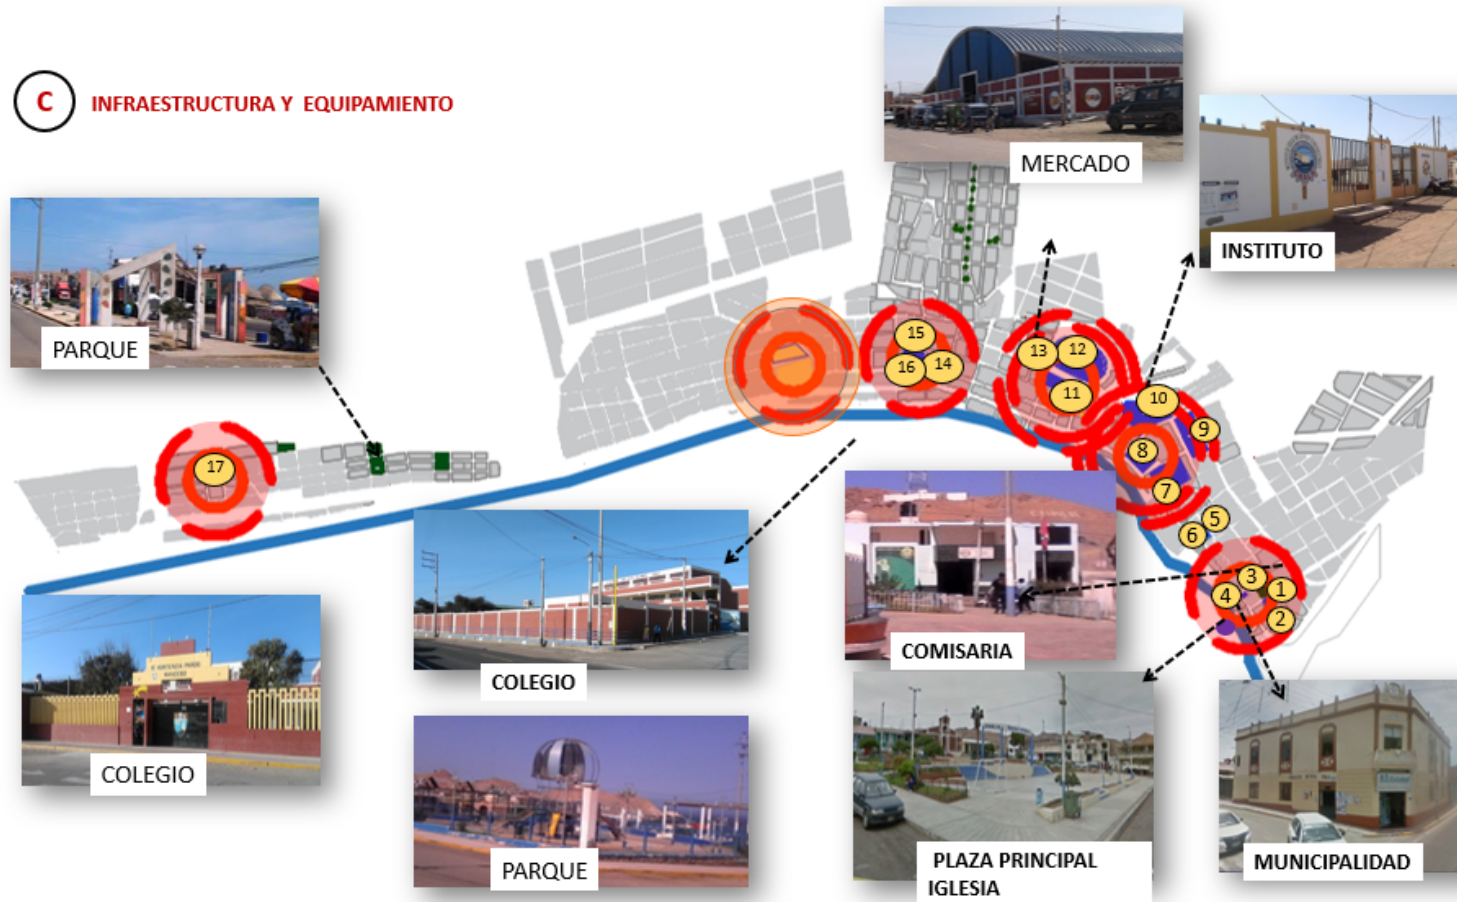 C INFRAESTRUCTURA Y EQUIPAMIENTO
MERCADO
INSTITUTO
PARQUE
15
13
12
16
14
11
10
9
8
17
7
5
6
3
1
4
2
COMISARIA
COLEGIO
COLEGIO
PARQUE
PLAZA PRINCIPAL
IGLESIA
MUNICIPALIDAD